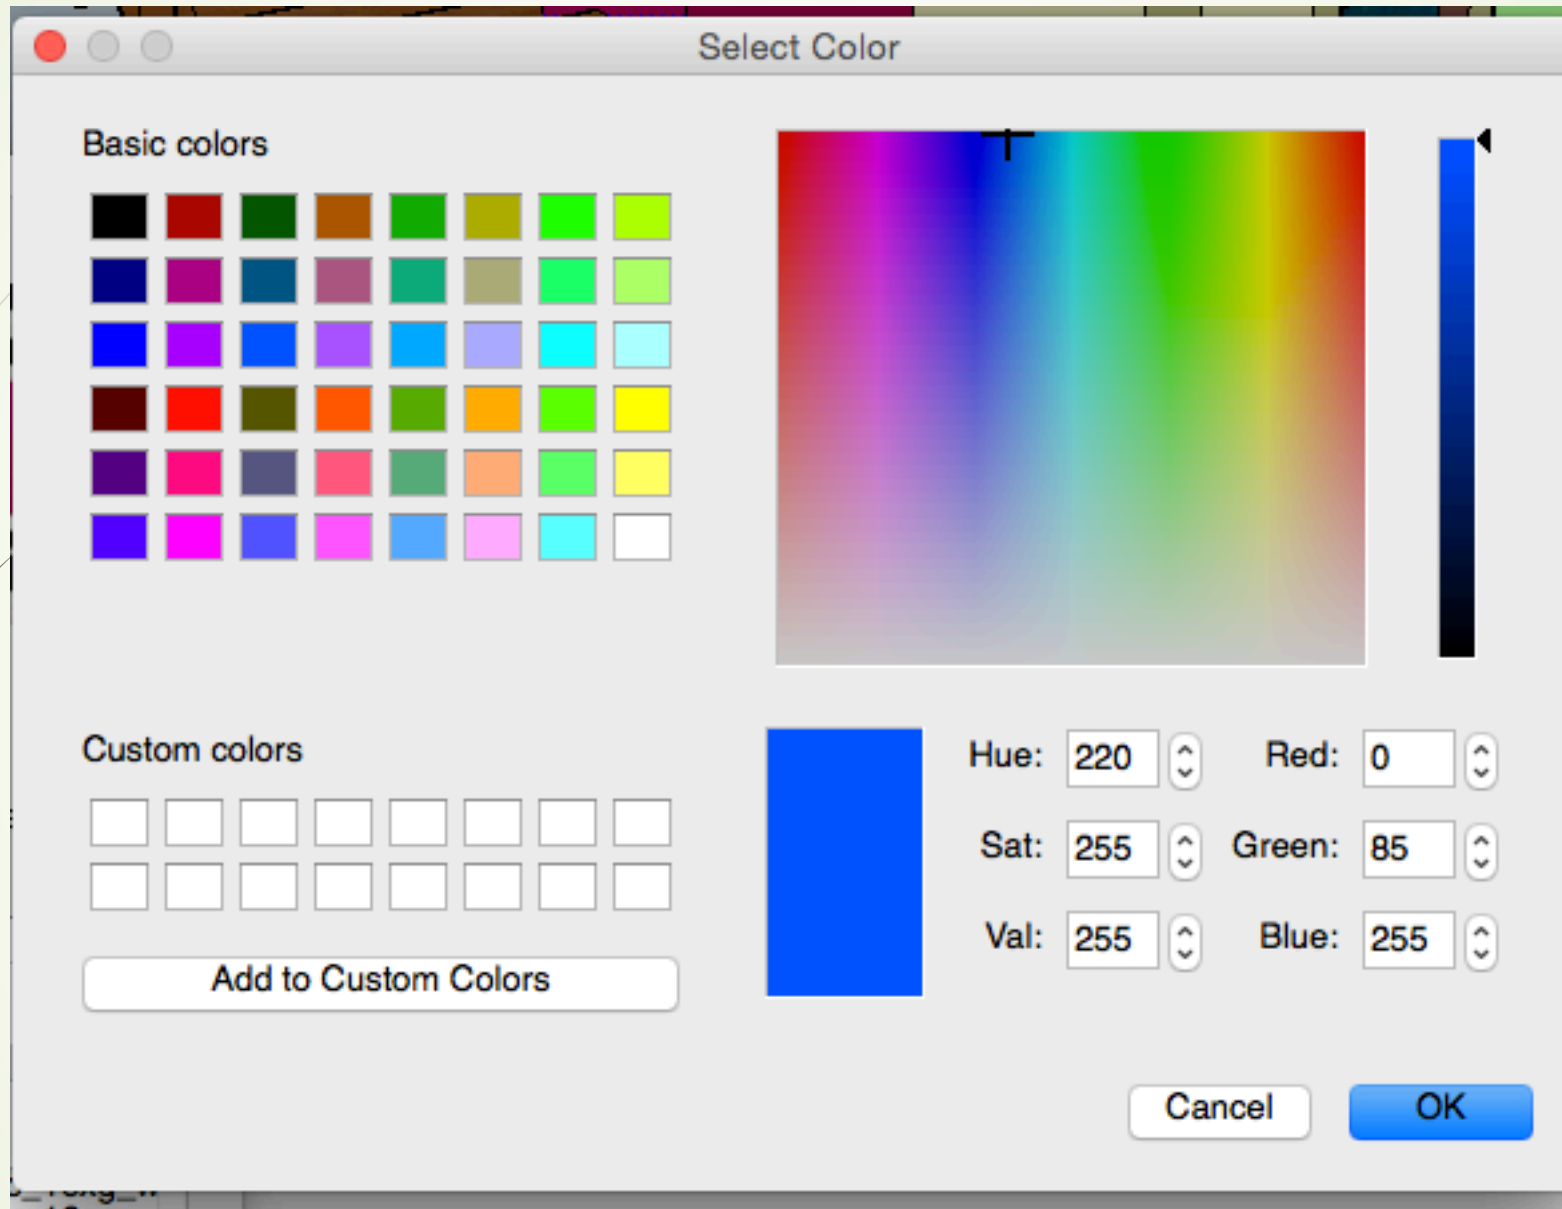 Select Color
Basic colors
Custom colors
Add to Custom Colors
Hue: 220 Red: 0
Sat: 255 Green: 85
Val: 255 Blue: 255
Cancel OK